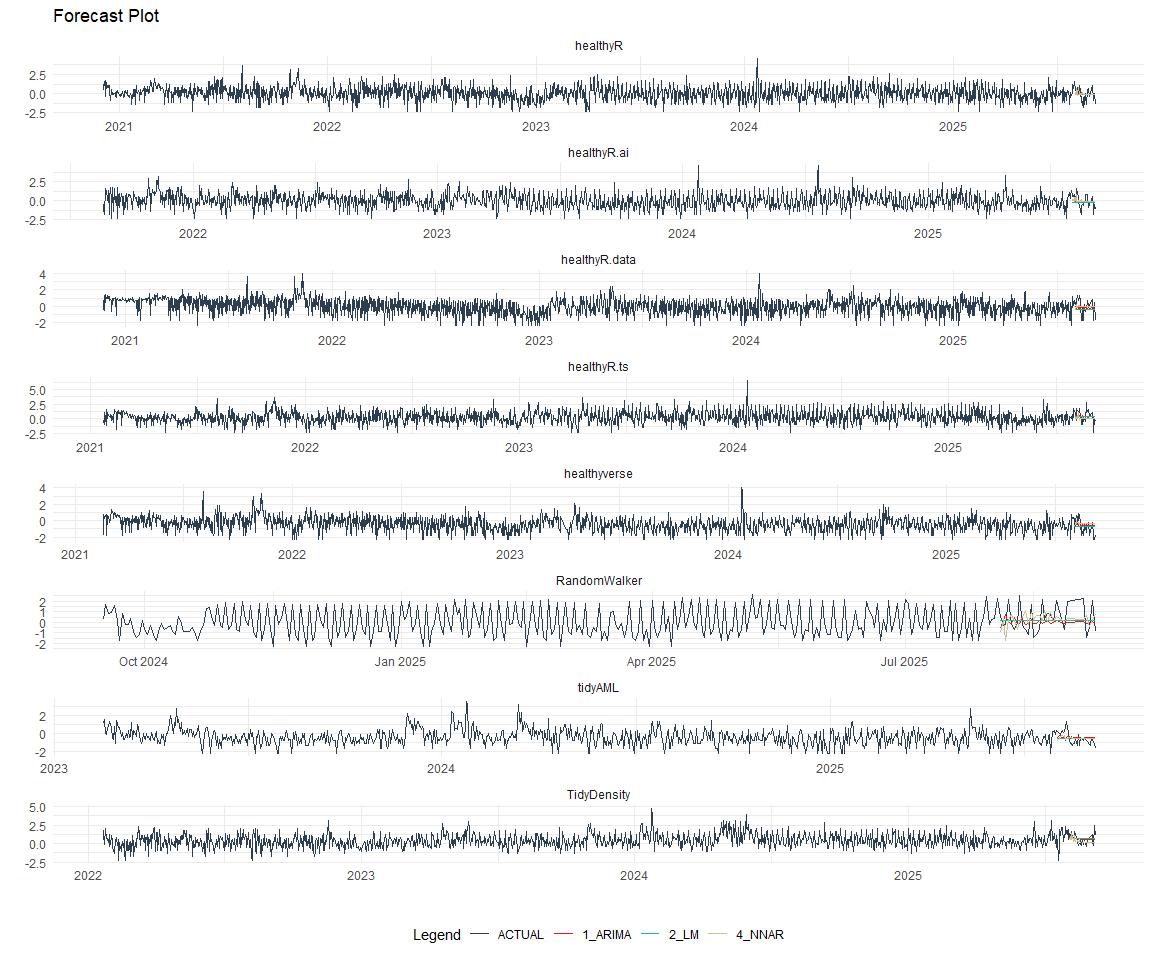 Forecast Plot
healthyR
2.5
0.0
-2.5
2021 2022 2023 2024 2025
healthyR.ai
2.5
0.0
-2.5
2022 2023 2024 2025
healthyR.data
4
2
0
-2
2021 2022 2023 2024 2025
healthyR.ts
5.0
2.5
0.0
-2.5
2021 2022 2023 2024 2025
healthyverse
4
2
0
-2
2021 2022 2023 2024 2025
RandomWalker
2
1
0
-1
-2
Oct 2024 Jan 2025 Apr 2025 Jul 2025
tidyAML
2
0
-2
2023 2024 2025
TidyDensity
5.0
2.5
0.0
-2.5
2022 2023 2024 2025
Legend ACTUAL 1_ARIMA 2_LM 4_NNAR